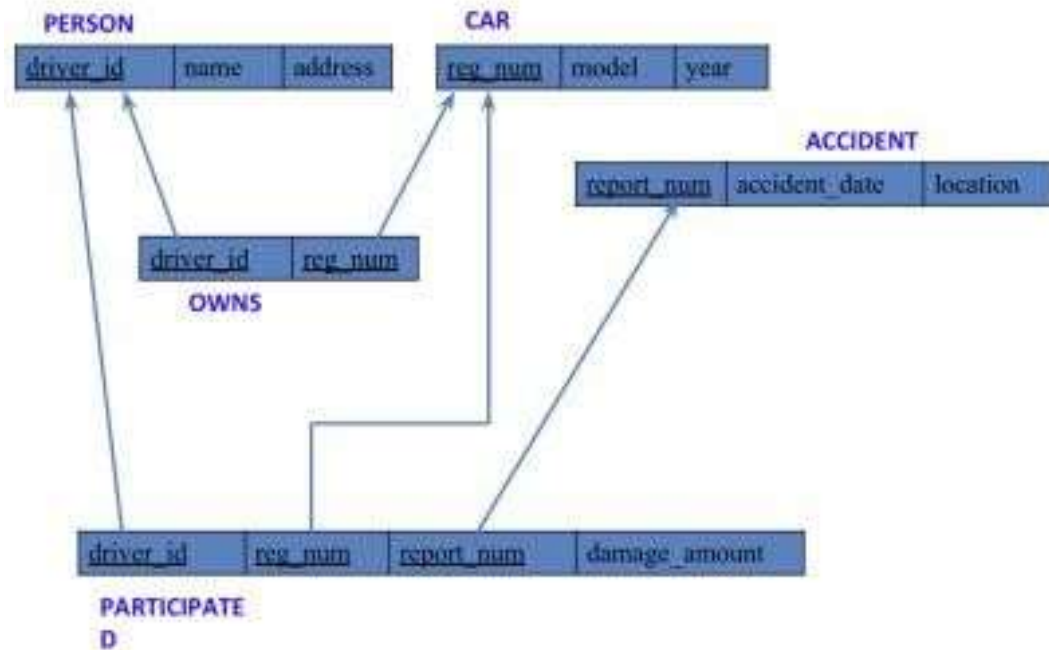 PERSON
driver_id name address
CAR
reg_num model year
ACCIDENT
report_num accident_date location
driver_id reg_num
OWNS
driver_id reg_num report_num damage_amount
PARTICIPATE
D